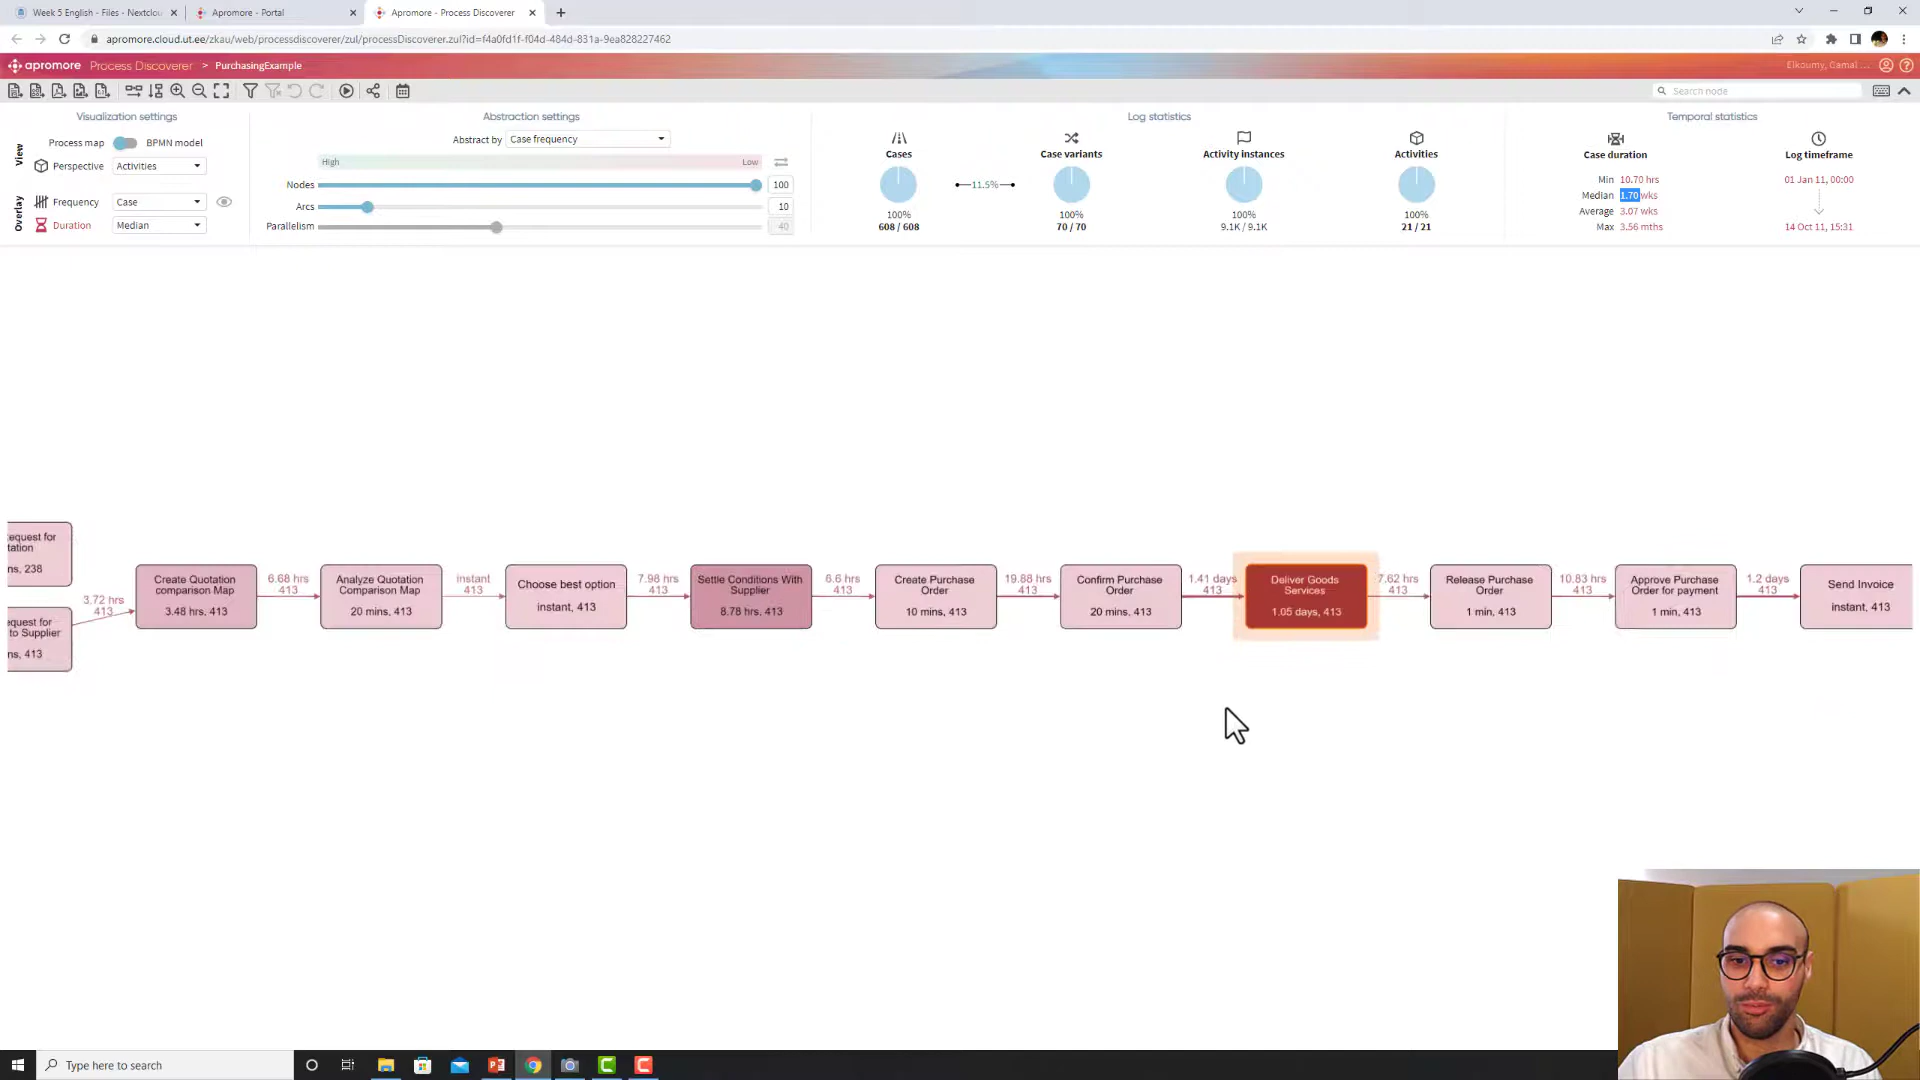 Week 5 English - Files - Nextclou
Apromore - Portal
Apromore - Process Discoverer
apromore.cloud.ut.ee/zkau/web/processdiscoverer/zul/processDiscoverer.zul?id=f4a0fd1f-f04d-484d-831a-9ea828227462
apromore Process Discoverer > PurchasingExample
Elkoumy, Gamal ...
Search node
Visualization settings
View
Process map
BPMN model
Perspective
Activities
Overlay
Frequency
Case
Duration
Median
Abstraction settings
Abstract by
Case frequency
High
Low
Nodes
100
Arcs
10
Parallelism
40
Log statistics
Cases
100%
608 / 608
11.5%
Case variants
100%
70 / 70
Activity instances
100%
9.1K / 9.1K
Activities
100%
21 / 21
Temporal statistics
Case duration
Min 10.70 hrs
Median 1.70 wks
Average 3.07 wks
Max 3.56 mths
Log timeframe
01 Jan 11, 00:00
14 Oct 11, 15:31
equest for
tation
ns, 238
equest for
to Supplier
ns, 413
3.72 hrs
413
Create Quotation
comparison Map
3.48 hrs, 413
6.68 hrs
413
Analyze Quotation
Comparison Map
20 mins, 413
instant
413
Choose best option
instant, 413
7.98 hrs
413
Settle Conditions With
Supplier
8.78 hrs, 413
6.6 hrs
413
Create Purchase
Order
10 mins, 413
19.88 hrs
413
Confirm Purchase
Order
20 mins, 413
1.41 days
413
Deliver Goods
Services
1.05 days, 413
7.62 hrs
413
Release Purchase
Order
1 min, 413
10.83 hrs
413
Approve Purchase
Order for payment
1 min, 413
1.2 days
413
Send Invoice
instant, 413
Type here to search